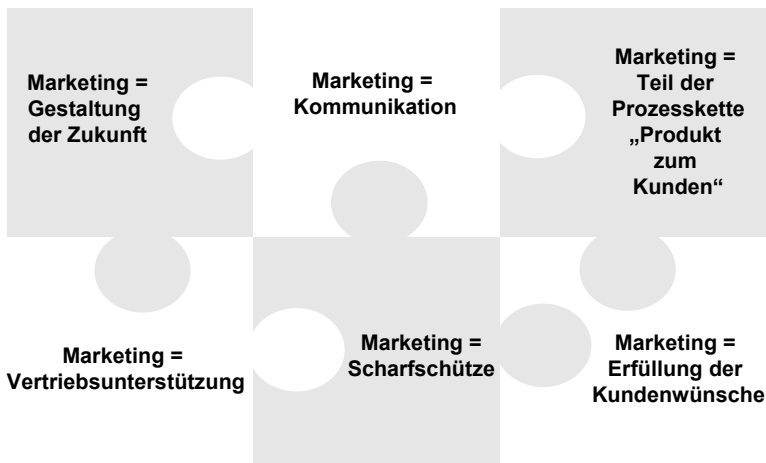 Marketing =
Gestaltung
der Zukunft
Marketing =
Kommunikation
Marketing =
Teil der
Prozesskette
„Produkt
zum
Kunden“
Marketing =
Vertriebsunterstützung
Marketing =
Scharfschütze
Marketing =
Erfüllung der
Kundenwünsche